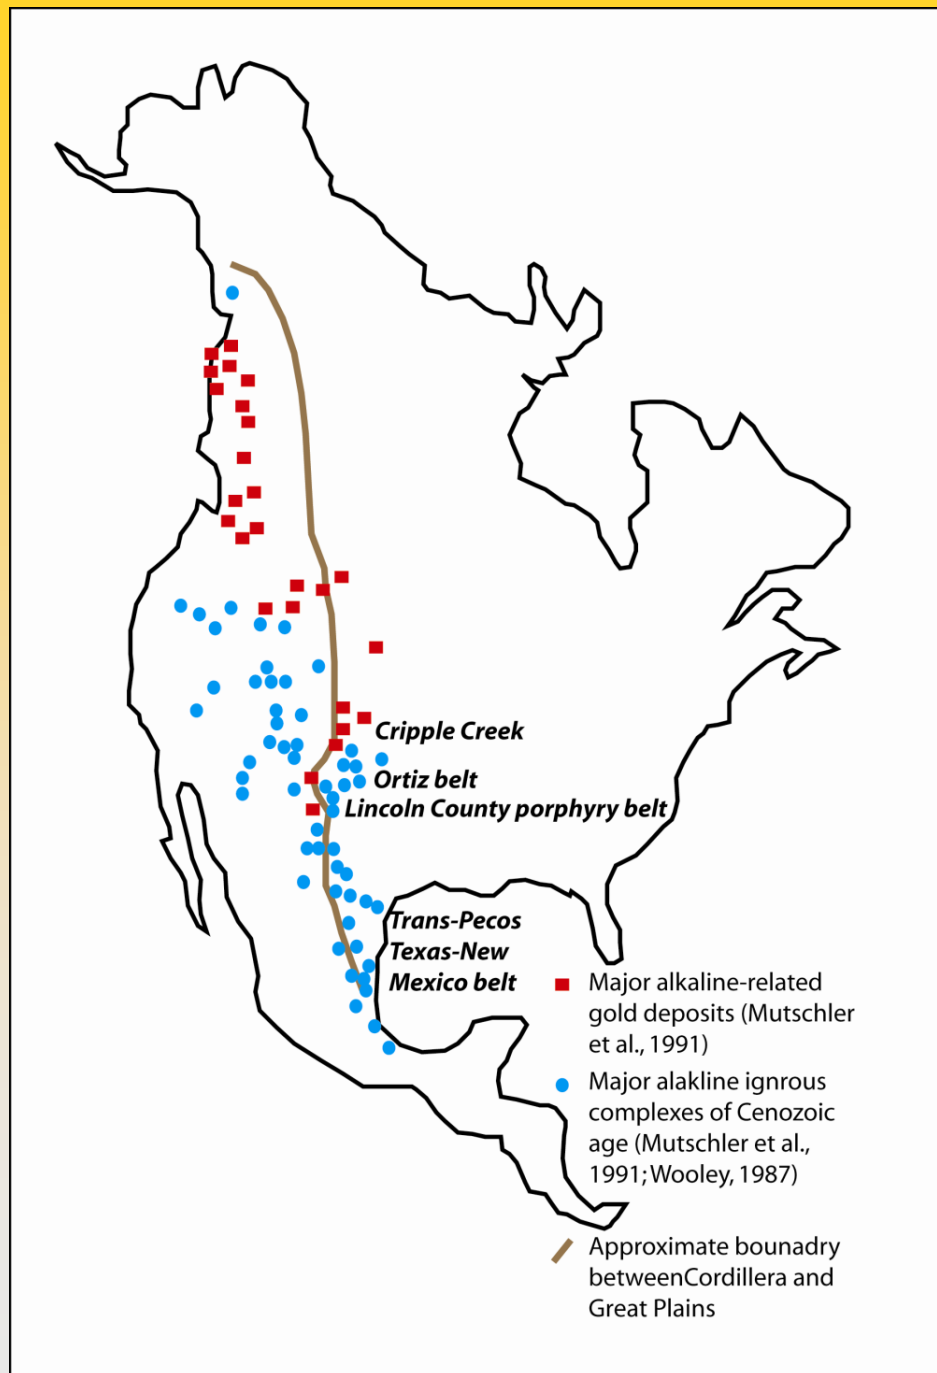 Cripple Creek
Ortiz belt
Lincoln County porphyry belt
Trans-Pecos
Texas-New
Mexico belt
Major alkaline-related
gold deposits (Mutschler
et al., 1991)
Major alakline ignrous
complexes of Cenozoic
age (Mutschler et al.,
1991; Wooley, 1987)
Approximate bounadry
betweenCordillera and
Great Plains